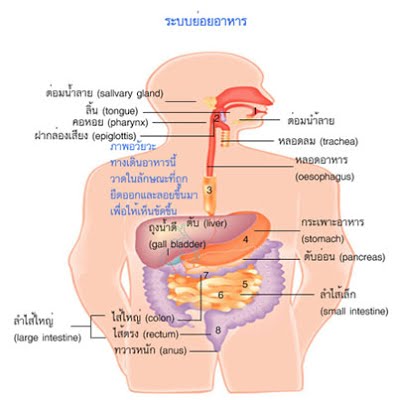 ระบบย่อยอาหาร
ต่อมน้ำลาย (salivary gland)
ลิ้น (tongue)
คอหอย (pharynx)
ฝากล่องเสียง (epiglottis)
1
2
ต่อมน้ำลาย
หลอดลม (trachea)
หลอดอาหาร
(oesophagus)
ภาพอวัยวะ
ทางเดินอาหารนี้
วาดในลักษณะที่ถูก
ยืดออกและลอยขึ้นมา
เพื่อให้เห็นชัดขึ้น
3
ตับ (liver)
ถุงน้ำดี
(gall bladder)
4
กระเพาะอาหาร
(stomach)
ตับอ่อน (pancreas)
7
5
6
ลำไส้เล็ก
(small intestine)
ลำไส้ใหญ่
(large intestine)
ไส้ใหญ่ (colon)
ไส้ตรง (rectum)
ทวารหนัก (anus)
8